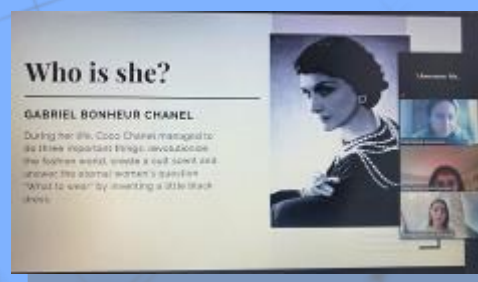 Who is she?
GABRIEL BONHEUR CHANEL
During her life, Coco Chanel managed to
do three important things: revolutionise
the fashion world, create a cult scent and
answer the eternal women's question
"What to wear" by inventing a little black
dress.